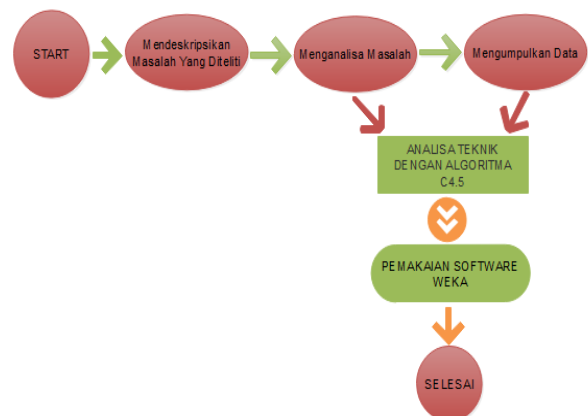 START
Mendeskripsikan
Masalah Yang Diteliti
Menganalisa Masalah
Mengumpulkan Data
ANALISA TEKNIK
DENGAN ALGORITMA
C4.5
PEMAKAIAN SOFTWARE
WEKA
SELESAI